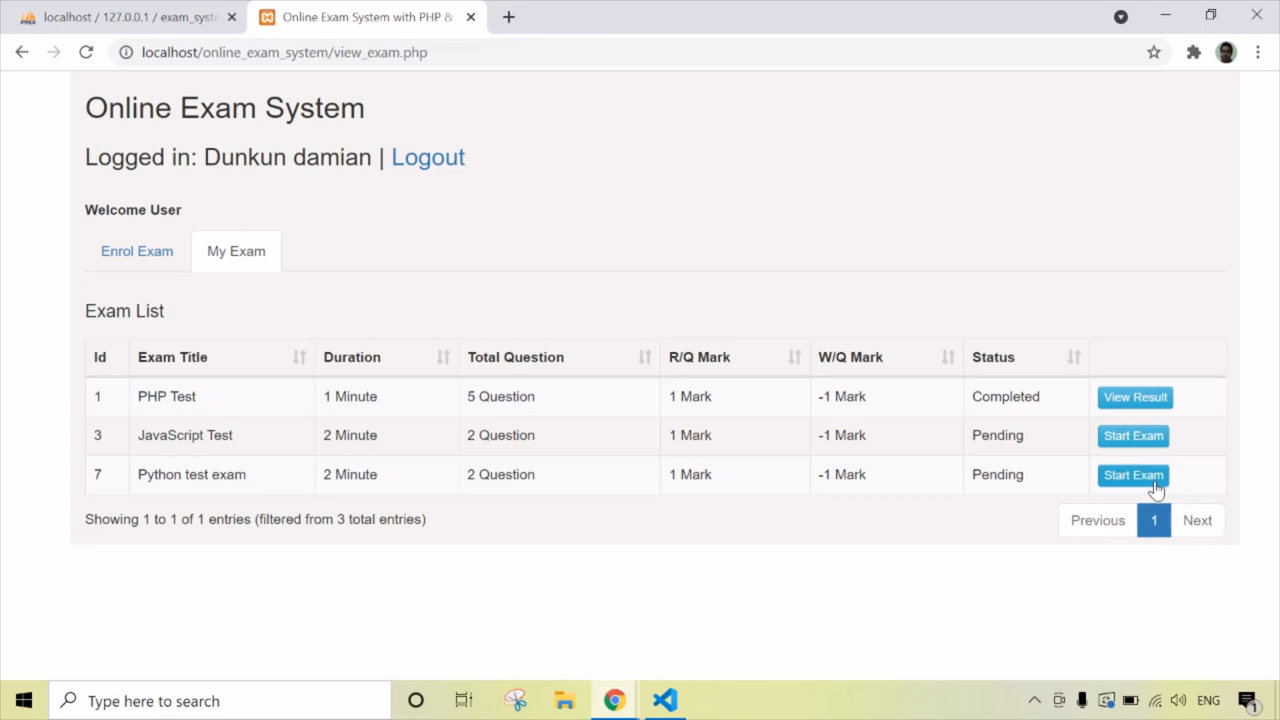 localhost / 127.0.0.1 / exam_syst
Online Exam System with PHP &
localhost/online_exam_system/view_exam.php
Online Exam System
Logged in: Dunkun damian | Logout
Welcome User
Enrol Exam My Exam
Exam List
Id Exam Title Duration Total Question R/Q Mark W/Q Mark Status
1 PHP Test 1 Minute 5 Question 1 Mark -1 Mark Completed View Result
3 JavaScript Test 2 Minute 2 Question 1 Mark -1 Mark Pending Start Exam
7 Python test exam 2 Minute 2 Question 1 Mark -1 Mark Pending Start Exam
Showing 1 to 1 of 1 entries (filtered from 3 total entries) Previous 1 Next
Type here to search ENG 1